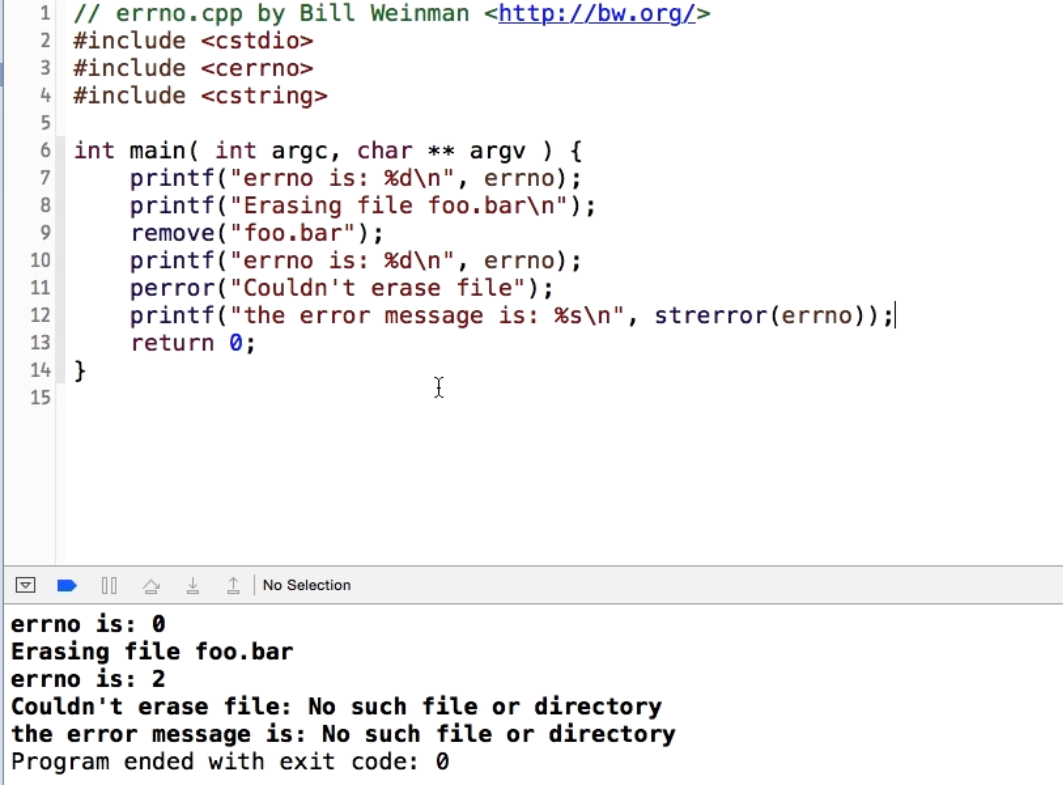 1 // errno.cpp by Bill Weinman <http://bw.org/>
2 #include <cstdio>
3 #include <cerrno>
4 #include <cstring>
5
6 int main( int argc, char ** argv ) {
7     printf("errno is: %d\n", errno);
8     printf("Erasing file foo.bar\n");
9     remove("foo.bar");
10     printf("errno is: %d\n", errno);
11     perror("Couldn't erase file");
12     printf("the error message is: %s\n", strerror(errno));
13     return 0;
14 }
15
No Selection
errno is: 0
Erasing file foo.bar
errno is: 2
Couldn't erase file: No such file or directory
the error message is: No such file or directory
Program ended with exit code: 0